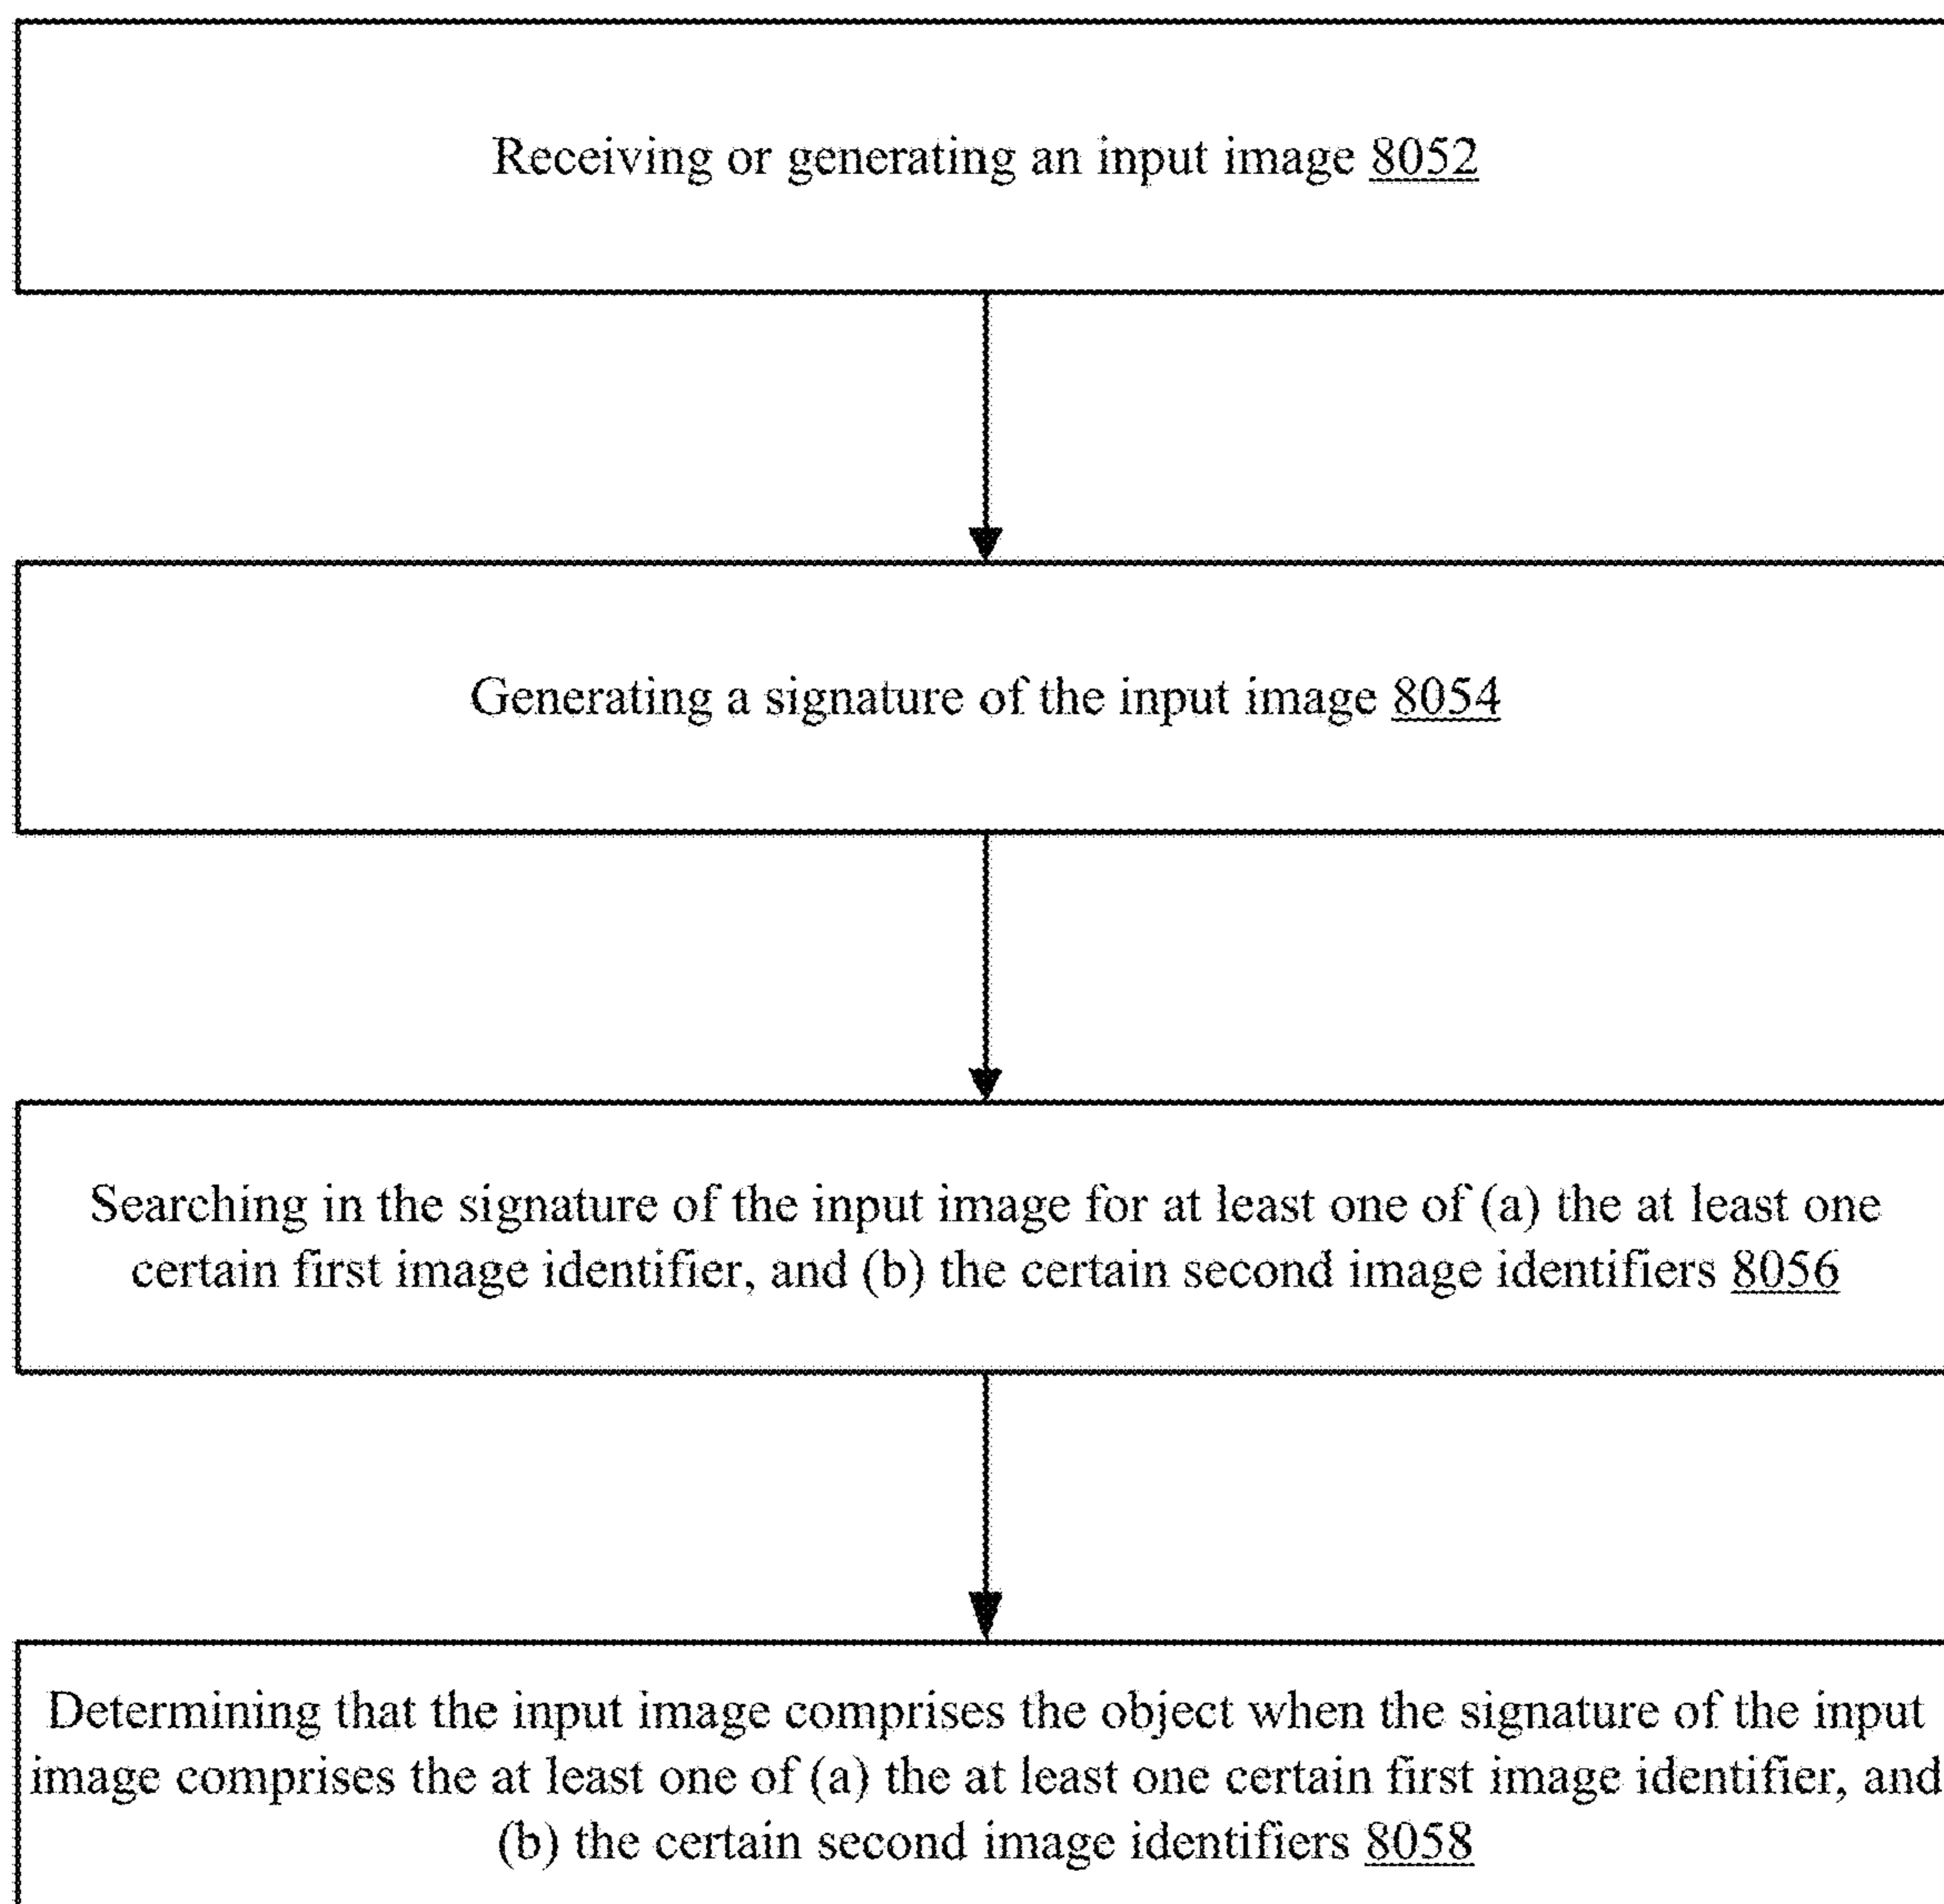 Receiving or generating an input image 8052
Generating a signature of the input image 8054
Searching in the signature of the input image for at least one of (a) the at least one
certain first image identifier, and (b) the certain second image identifiers 8056
Determining that the input image comprises the object when the signature of the input
image comprises the at least one of (a) the at least one certain first image identifier, and
(b) the certain second image identifiers 8058